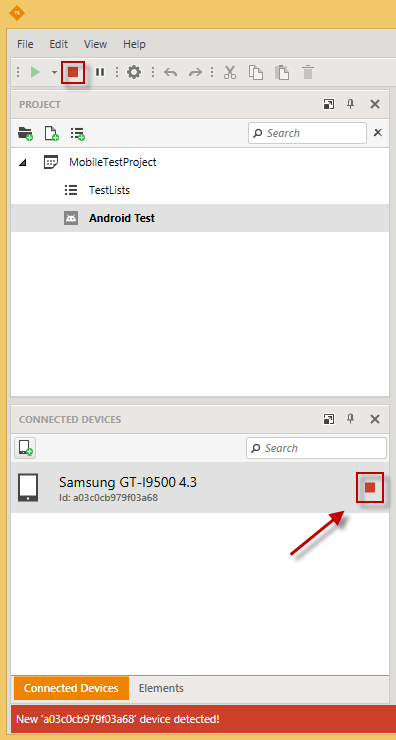 File Edit View Help
PROJECT
Search
MobileTestProject
TestLists
Android Test
CONNECTED DEVICES
Search
Samsung GT-I9500 4.3
Id: a03c0cb979f03a68
Connected Devices Elements
New 'a03c0cb979f03a68' device detected!